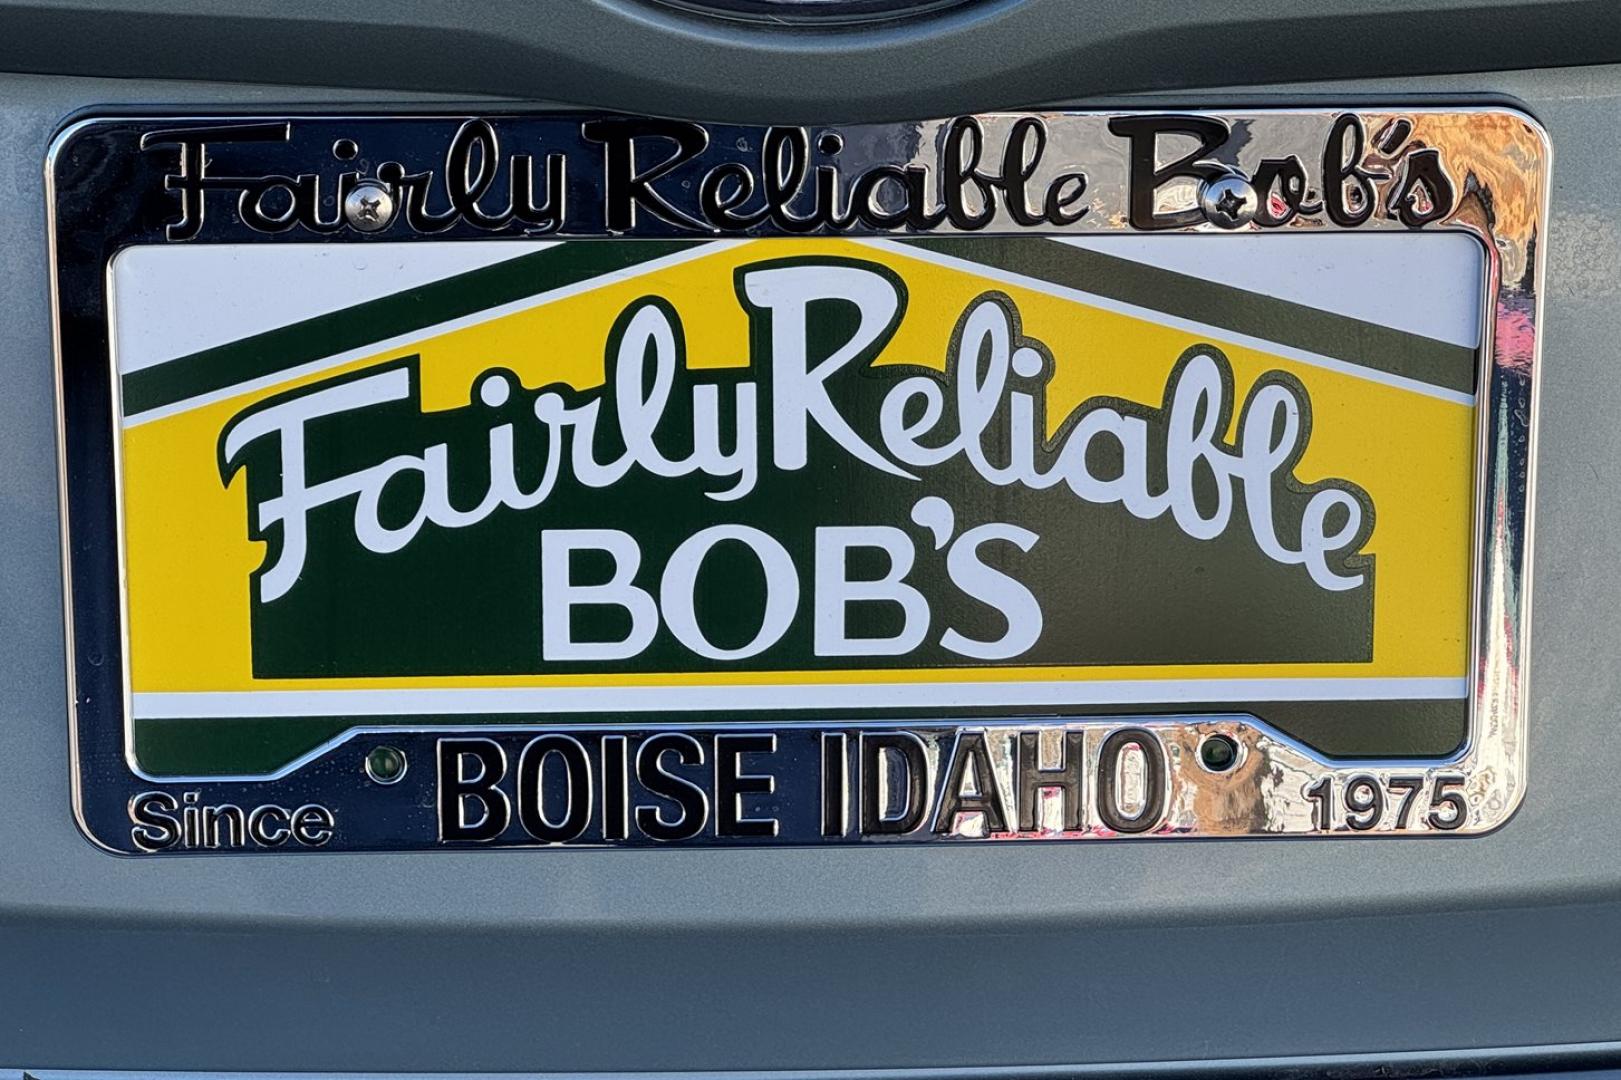 Fairly Reliable Bob's
Fairly Reliable
BOB'S
BOISE IDAHO
Since 1975